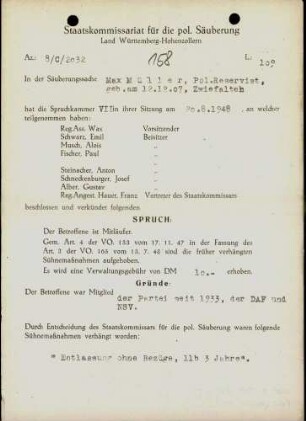 Staatskommissariat für die pol. Säuberung
Land Württemberg-Hohenzollern
Az: 8/C/2032 158 L: 109
In der Säuberungssache: Max M ü l l e r, Pol.Reservist,
geb.am 12.12.07, Zwiefalten
hat die Spruchkammer VII in ihrer Sitzung am 20.8.1948 an welcher
teilgenommen haben:
Reg.Ass. Was Vorsitzender
Schwarz, Emil Beisitzer
Musch, Alois "
Fischer, Paul "
Steinacher, Anton
Schneckenburger, Josef
Alber, Gustav
Reg.Angest. Hauser, Franz Vertreter des Staatskommissars
beschlossen und verkündet folgenden
SPRUCH:
Der Betroffene ist Mitläufer.
Gem. Art. 4 der VO. 133 vom 17. 11. 47 in der Fassung des
Art. 3 der VO. 165 vom 13. 7. 48 sind die früher verhängten
Sühnemaßnahmen aufgehoben.
Es wird eine Verwaltungsgebühr von DM 10.- erhoben.
Gründe:
Der Betroffene war Mitglied
der Partei seit 1933, der DAF und
NSV.
Durch Entscheidung des Staatskommissars für die pol. Säuberung waren folgende
Sühnemaßnahmen verhängt worden:
"Entlassung ohne Bezüge, 11b 3 Jahre".